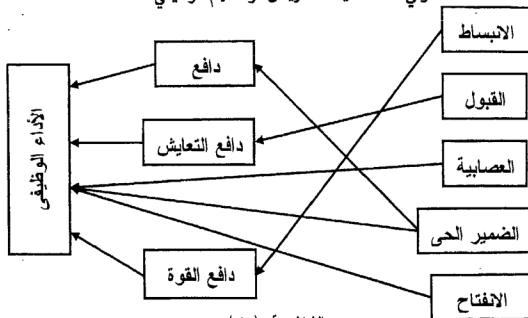 الانبساط
دافع
القبول
الأداء الوظيفى
دافع التعايش
العصابية
الضمير الحى
دافع القوة
الانفتاح